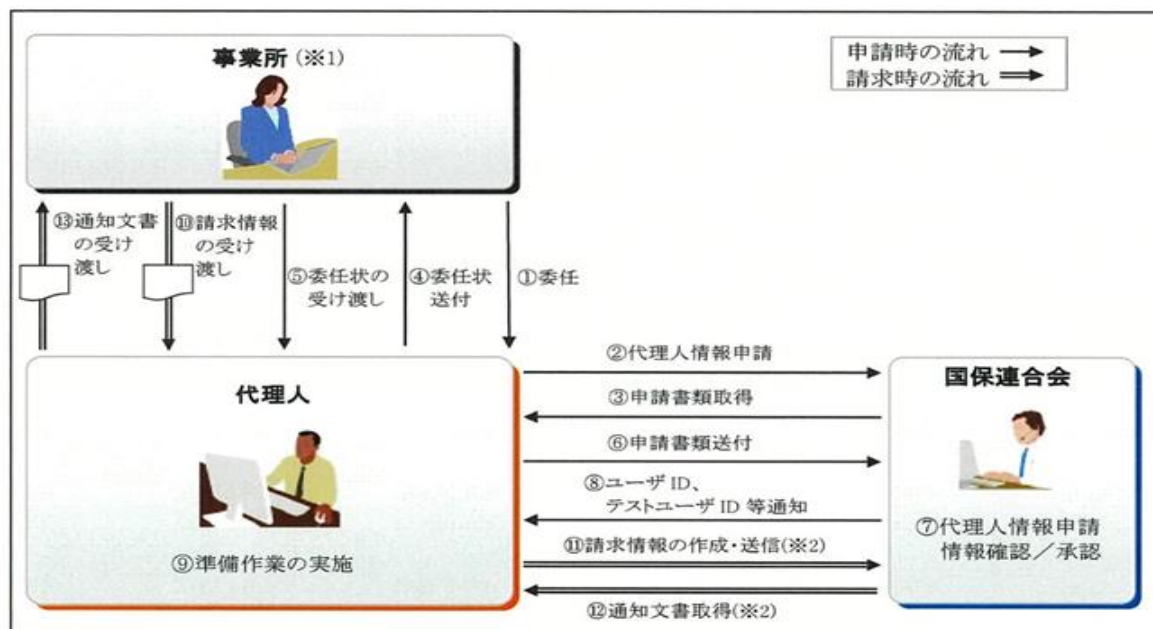 事業所(※1)
申請時の流れ
請求時の流れ
⑬通知文書
の受け
渡し
⑩請求情報
の受け
渡し
⑤委任状の
受け渡し
④委任状
送付
①委任
代理人
⑨準備作業の実施
②代理人情報申請
③申請書類取得
⑥申請書類送付
⑧ユーザID、
テストユーザID等通知
⑪請求情報の作成・送信(※2)
⑫通知文書取得(※2)
国保連合会
⑦代理人情報申請
情報確認／承認